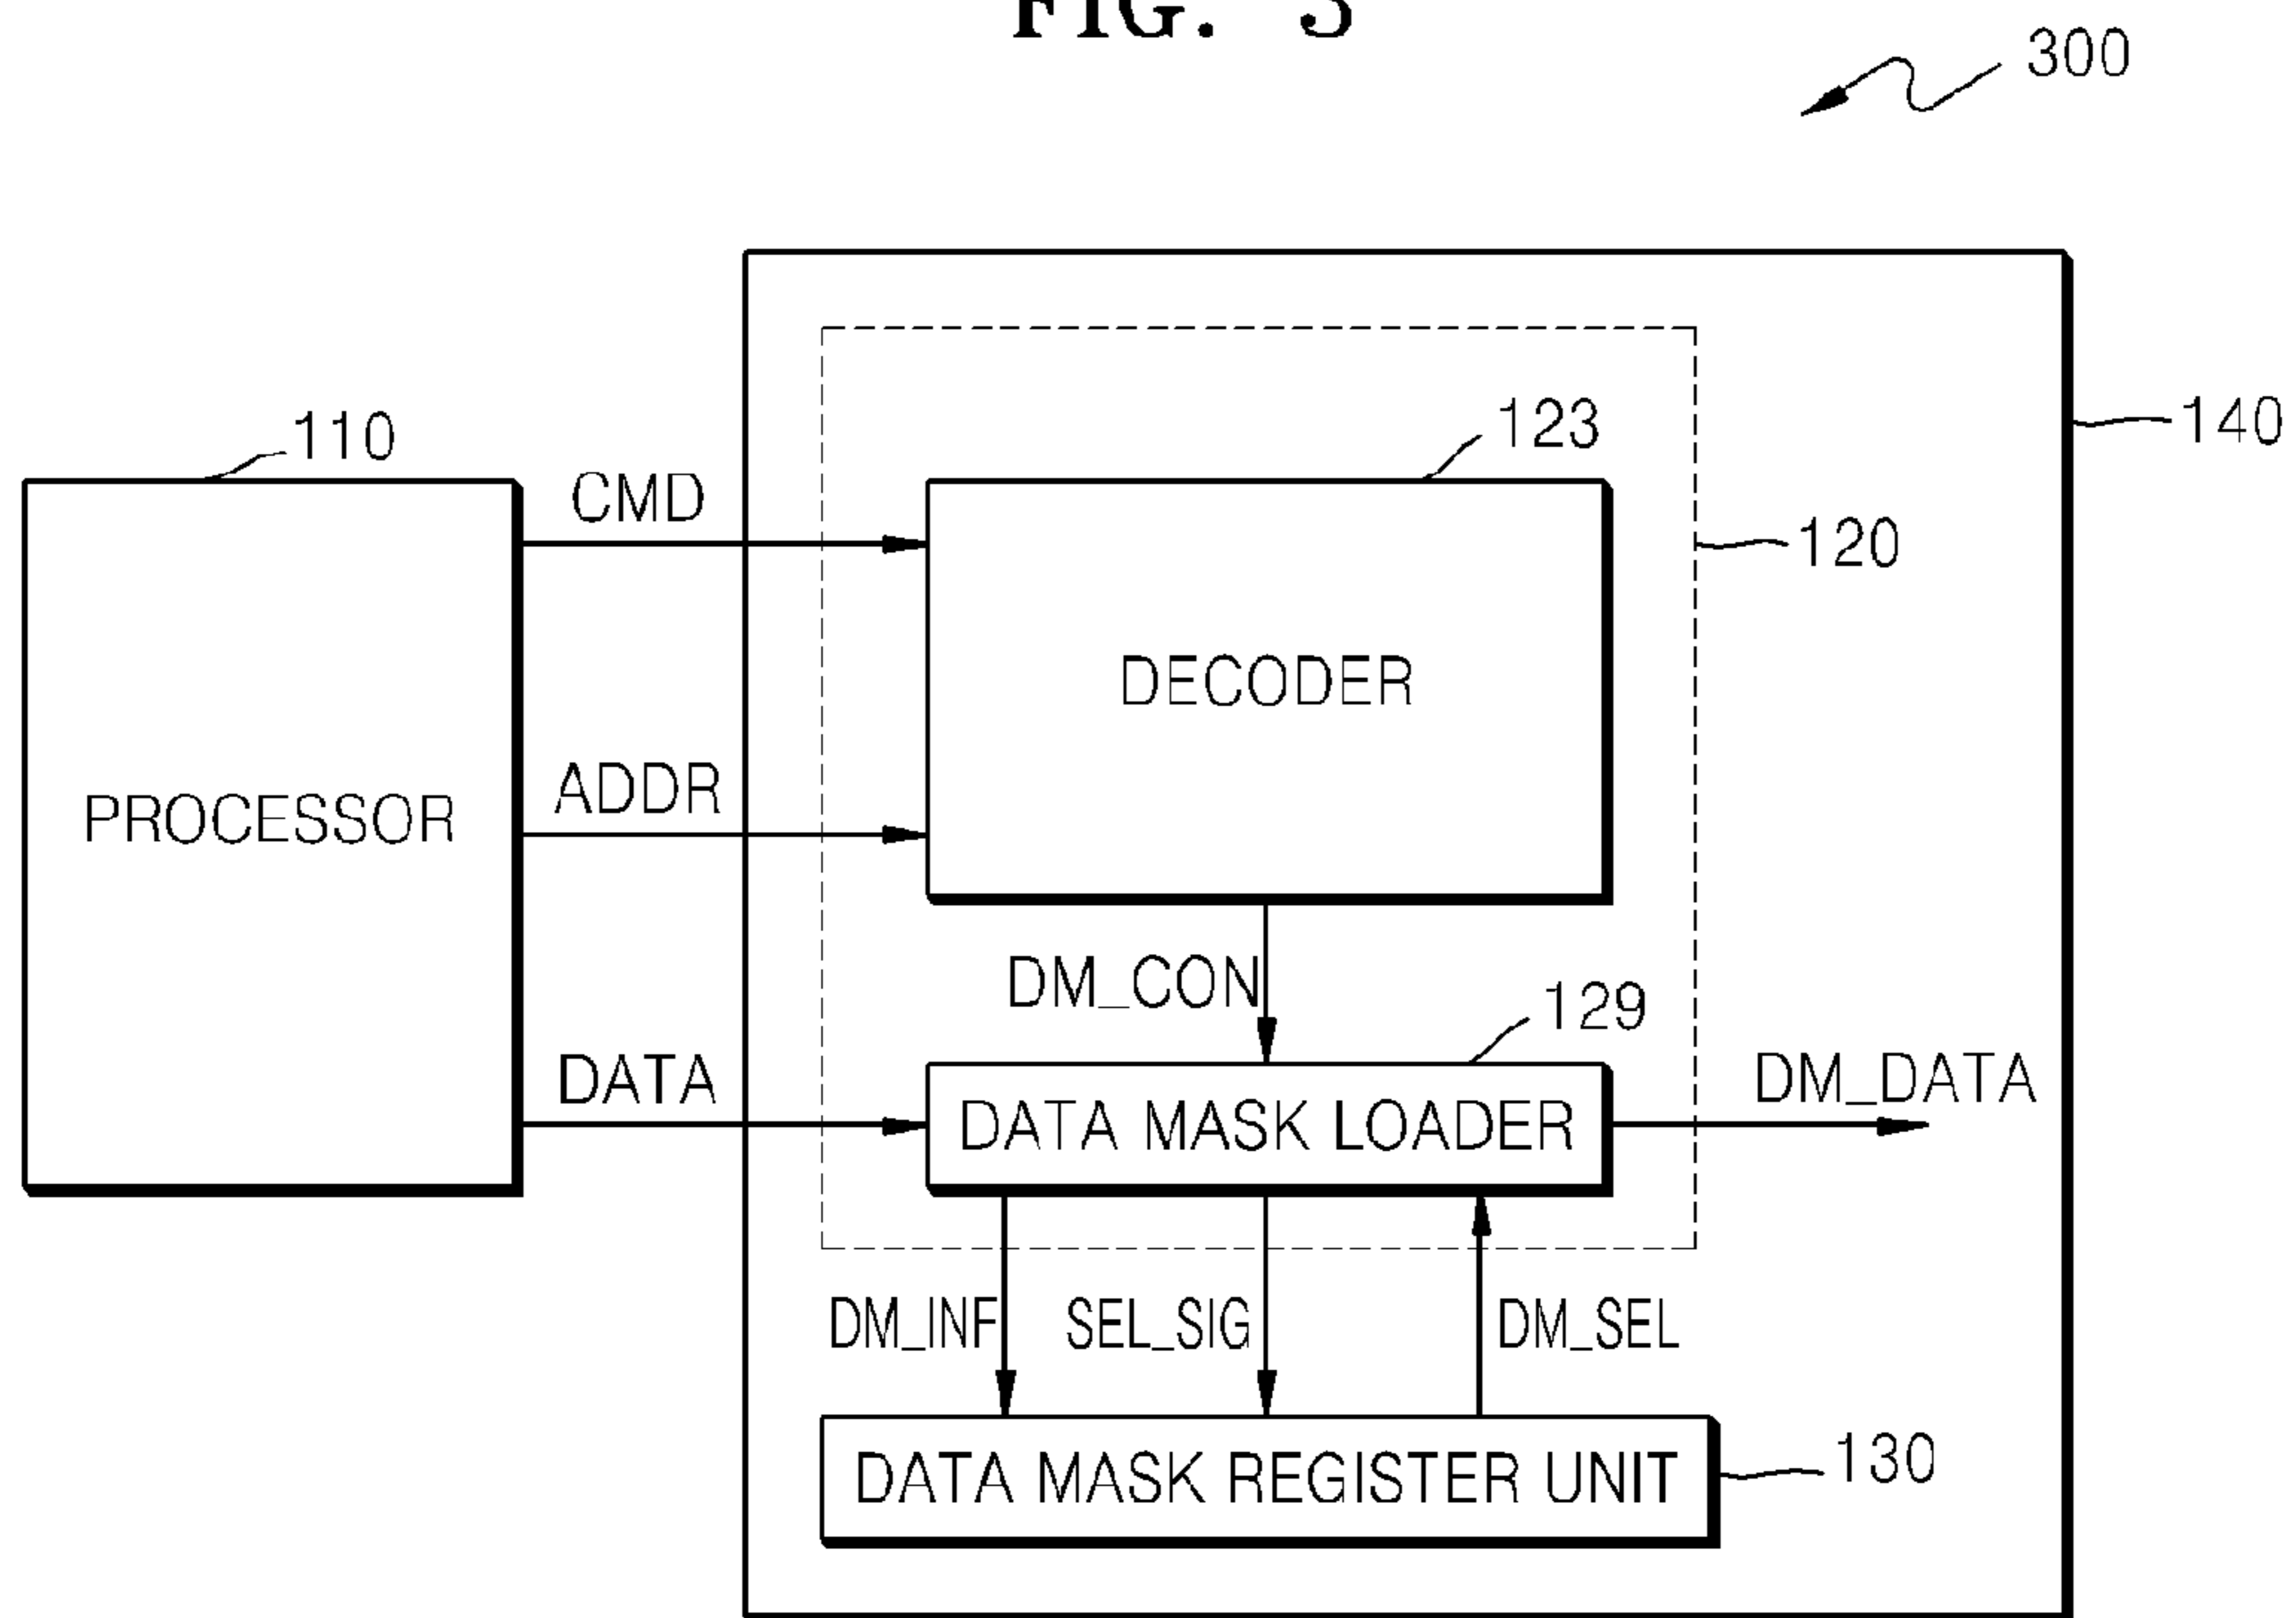 FIG. 3
300
110
123
140
CMD
120
DECODER
PROCESSOR
ADDR
DM_CON
129
DATA
DATA MASK LOADER
DM_DATA
DM_INF
SEL_SIG
DM_SEL
DATA MASK REGISTER UNIT
130